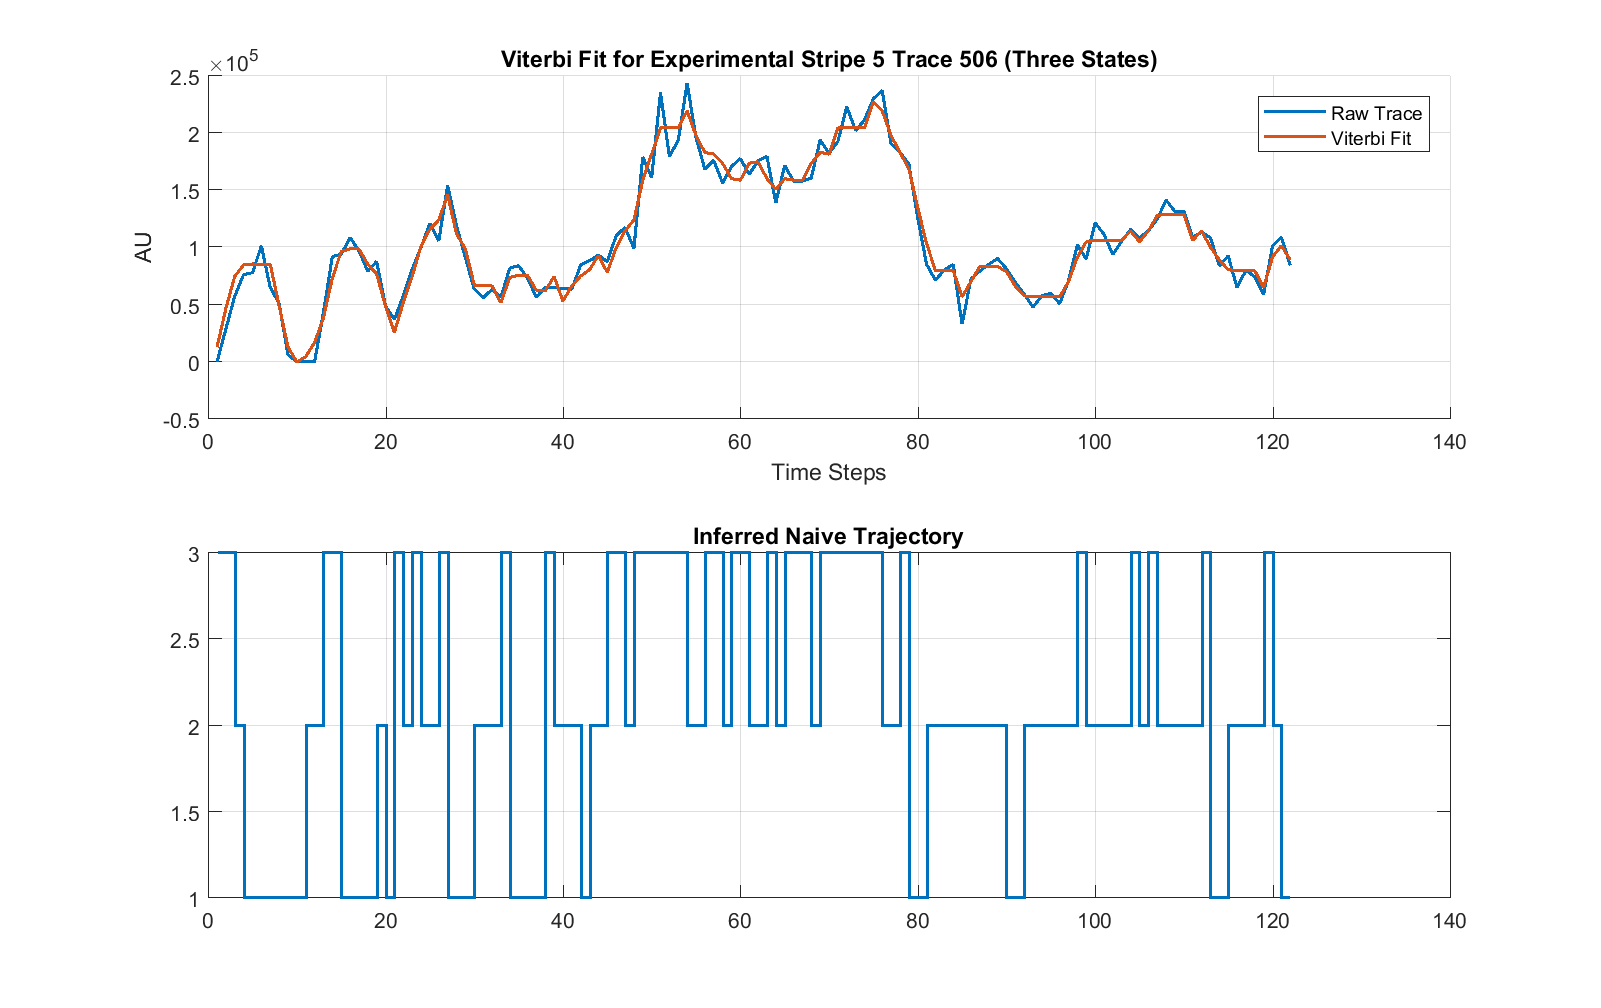 Viterbi Fit for Experimental Stripe 5 Trace 506 (Three States)
×10⁵
2.5
2
1.5
1
0.5
0
-0.5
AU
Raw Trace
Viterbi Fit
0 20 40 60 80 100 120 140
Time Steps
Inferred Naive Trajectory
3
2.5
2
1.5
1
0 20 40 60 80 100 120 140